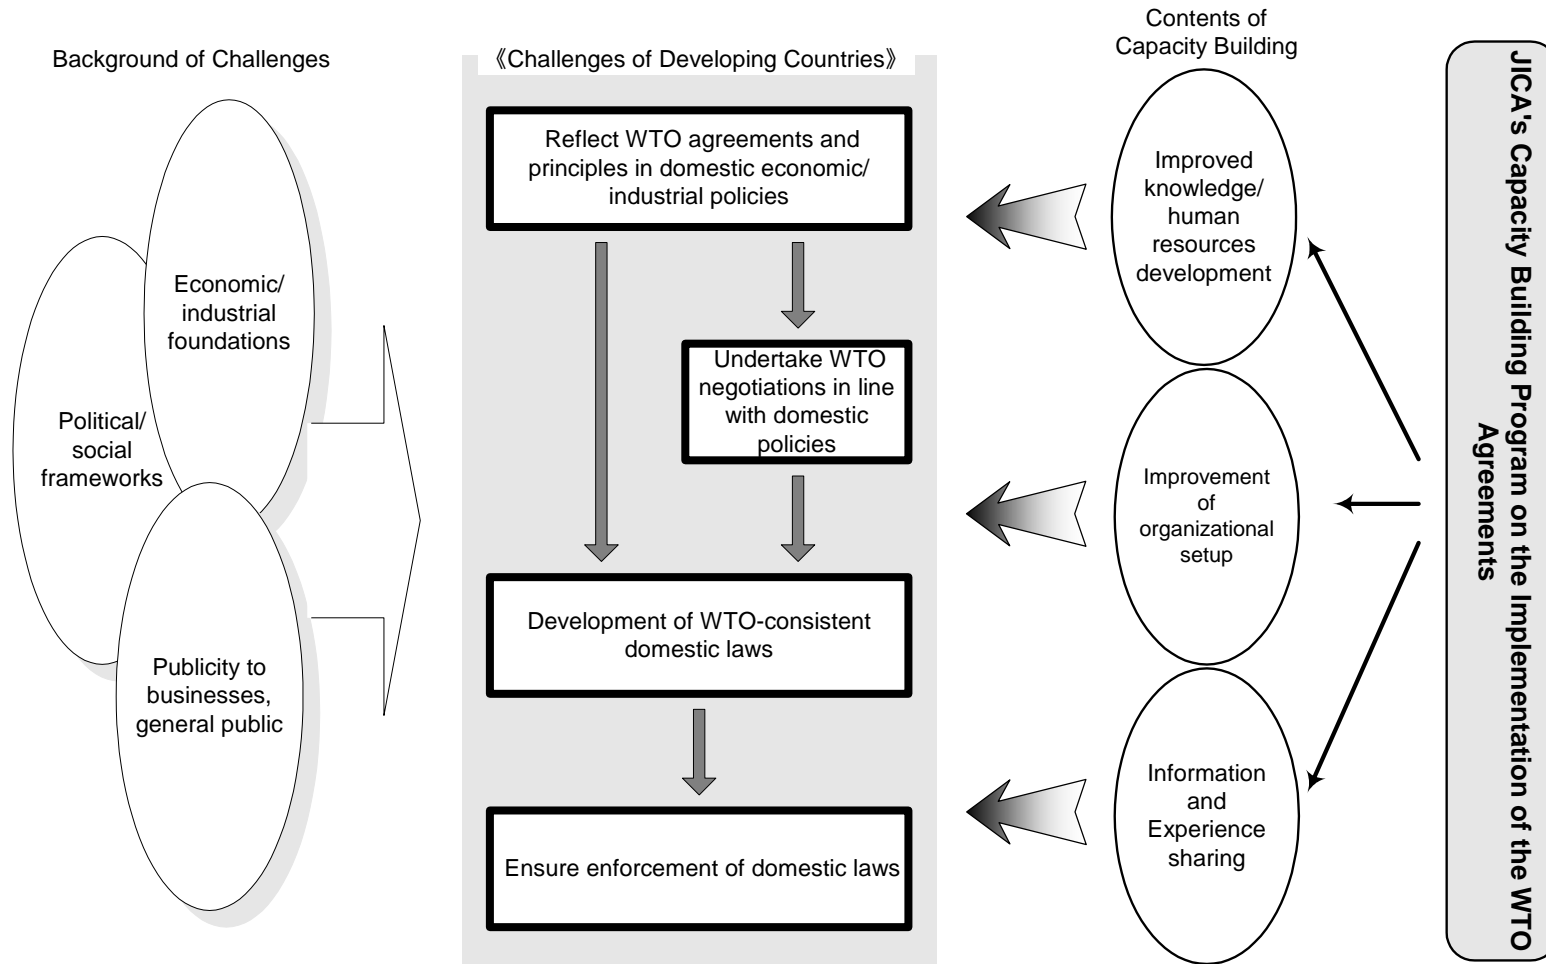 Background of Challenges
Economic/
industrial
foundations
Political/
social
frameworks
Publicity to
businesses,
general public
《Challenges of Developing Countries》
Reflect WTO agreements and
principles in domestic economic/
industrial policies
Undertake WTO
negotiations in line
with domestic
policies
Development of WTO-consistent
domestic laws
Ensure enforcement of domestic laws
Contents of
Capacity Building
Improved
knowledge/
human
resources
development
Improvement
of
organizational
setup
Information
and
Experience
sharing
JICA's Capacity Building Program on the Implementation of the WTO
Agreements